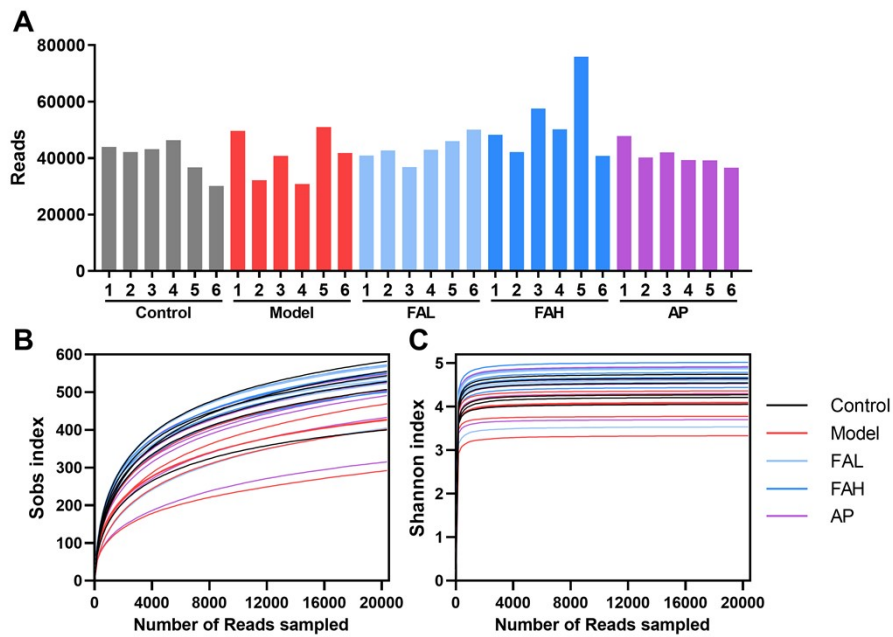 A
Reads
80000
60000
40000
20000
0
1 2 3 4 5 6 1 2 3 4 5 6 1 2 3 4 5 6 1 2 3 4 5 6 1 2 3 4 5 6
Control Model FAL FAH AP
B
Sobs index
600
500
400
300
200
100
0
0 4000 8000 12000 16000 20000
Number of Reads sampled
C
Shannon index
5
4
3
2
1
0
0 4000 8000 12000 16000 20000
Number of Reads sampled
Control
Model
FAL
FAH
AP